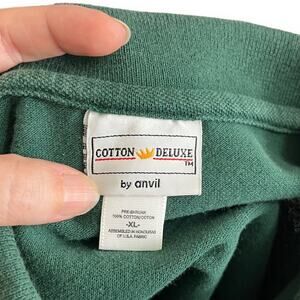 COTTON DELUXE
TM
by anvil
PRE-SHRUNK
100% COTTON/COTON
-XL-
ASSEMBLED IN HONDURAS
OF U.S.A. FABRIC